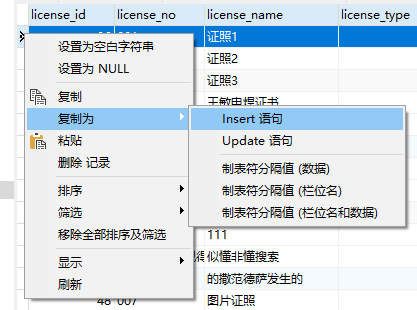 license_id license_no license_name license_type
证照1
设置为空白字符串
证照2
设置为 NULL
证照3
复制
王敏电焊证书
复制为
Insert 语句
粘贴
Update 语句
删除 记录
制表符分隔值 (数据)
排序
制表符分隔值 (栏位名)
筛选
制表符分隔值 (栏位名和数据)
移除全部排序及筛选
111
似懂非懂搜索
显示
的撒范德萨发生的
刷新
48 007 图片证照